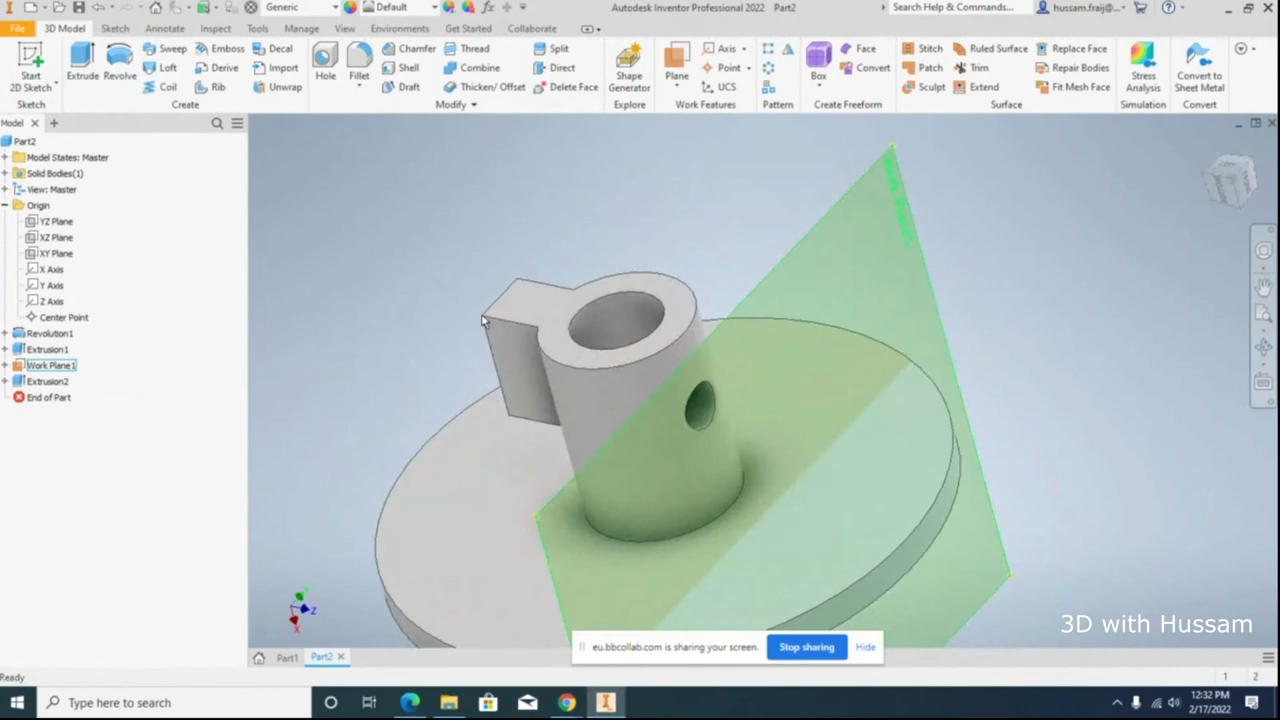 Generic
Default
Autodesk Inventor Professional 2022 Part2
Search Help & Commands...
hussam.fraij@...
File
3D Model
Sketch
Annotate
Inspect
Tools
Manage
View
Environments
Get Started
Collaborate
Start
2D Sketch
Sketch
Extrude
Revolve
Sweep
Loft
Coil
Emboss
Derive
Rib
Decal
Import
Unwrap
Create
Hole
Fillet
Chamfer
Shell
Draft
Thread
Combine
Thicken/ Offset
Split
Direct
Delete Face
Modify
Shape
Generator
Explore
Plane
Axis
Point
UCS
Work Features
Pattern
Box
Face
Convert
Create Freeform
Stitch
Patch
Sculpt
Ruled Surface
Trim
Extend
Replace Face
Repair Bodies
Fit Mesh Face
Surface
Stress
Analysis
Simulation
Convert to
Sheet Metal
Convert
Model
Part2
Model States: Master
Solid Bodies(1)
View: Master
Origin
YZ Plane
XZ Plane
XY Plane
X Axis
Y Axis
Z Axis
Center Point
Revolution1
Extrusion1
Work Plane1
Extrusion2
End of Part
Z
X
3D with Hussam
eu.bbcollab.com is sharing your screen.
Stop sharing
Hide
Part1
Part2
Ready
1
2
Type here to search
12:32 PM
2/17/2022